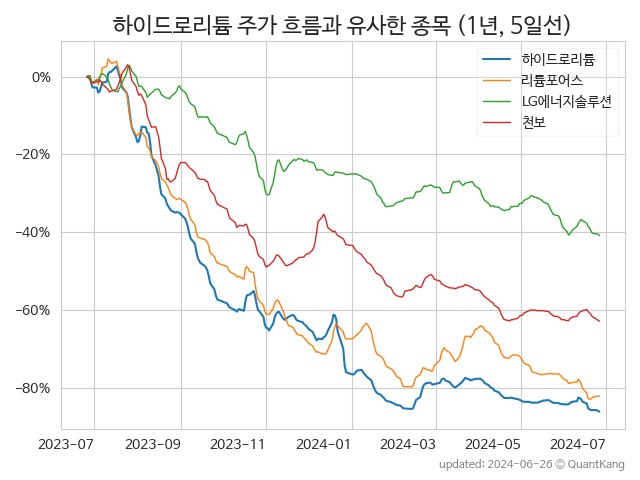 하이드로리튬 주가 흐름과 유사한 종목 (1년, 5일선)
하이드로리튬
리튬포어스
LG에너지솔루션
천보
0%
−20%
−40%
−60%
−80%
2023-07 2023-09 2023-11 2024-01 2024-03 2024-05 2024-07
updated: 2024-06-26 © QuantKang